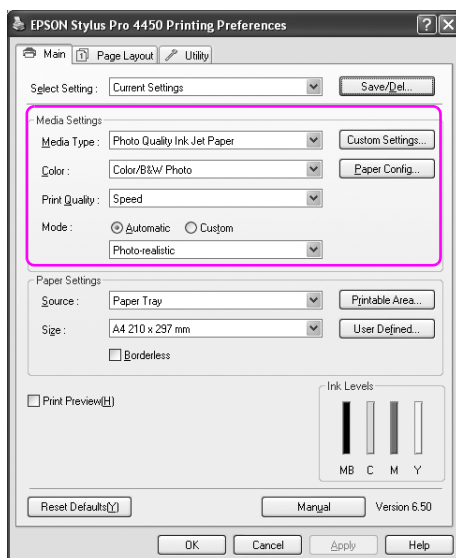 EPSON Stylus Pro 4450 Printing Preferences
Main Page Layout Utility
Select Setting : Current Settings Save/Del...
Media Settings
Media Type : Photo Quality Ink Jet Paper Custom Settings...
Color : Color/B&W Photo Paper Config...
Print Quality : Speed
Mode : Automatic Custom
Photo-realistic
Paper Settings
Source : Paper Tray Printable Area...
Size : A4 210 x 297 mm User Defined...
Borderless
Print Preview(H) Ink Levels
MB C M Y
Reset Defaults(Y) Manual Version 6.50
OK Cancel Apply Help